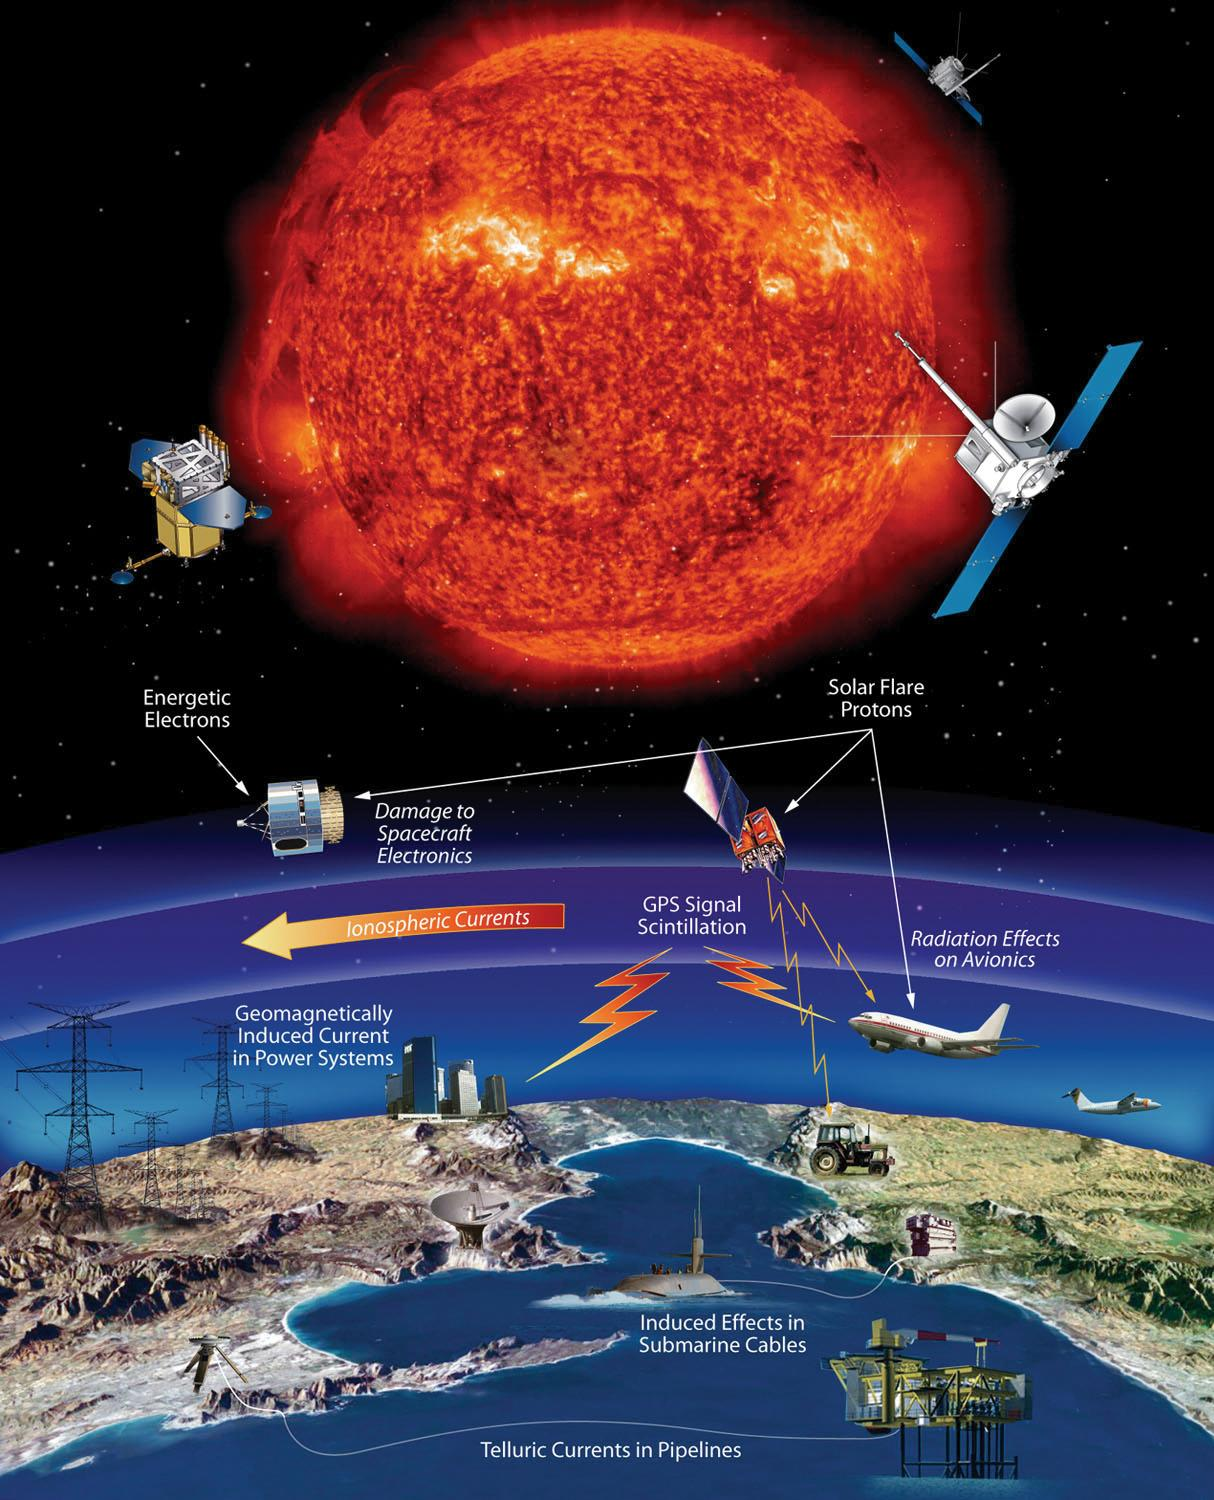 Energetic
Electrons
Solar Flare
Protons
Damage to
Spacecraft
Electronics
GPS Signal
Scintillation
Ionospheric Currents
Radiation Effects
on Avionics
Geomagnetically
Induced Current
in Power Systems
Induced Effects in
Submarine Cables
Telluric Currents in Pipelines